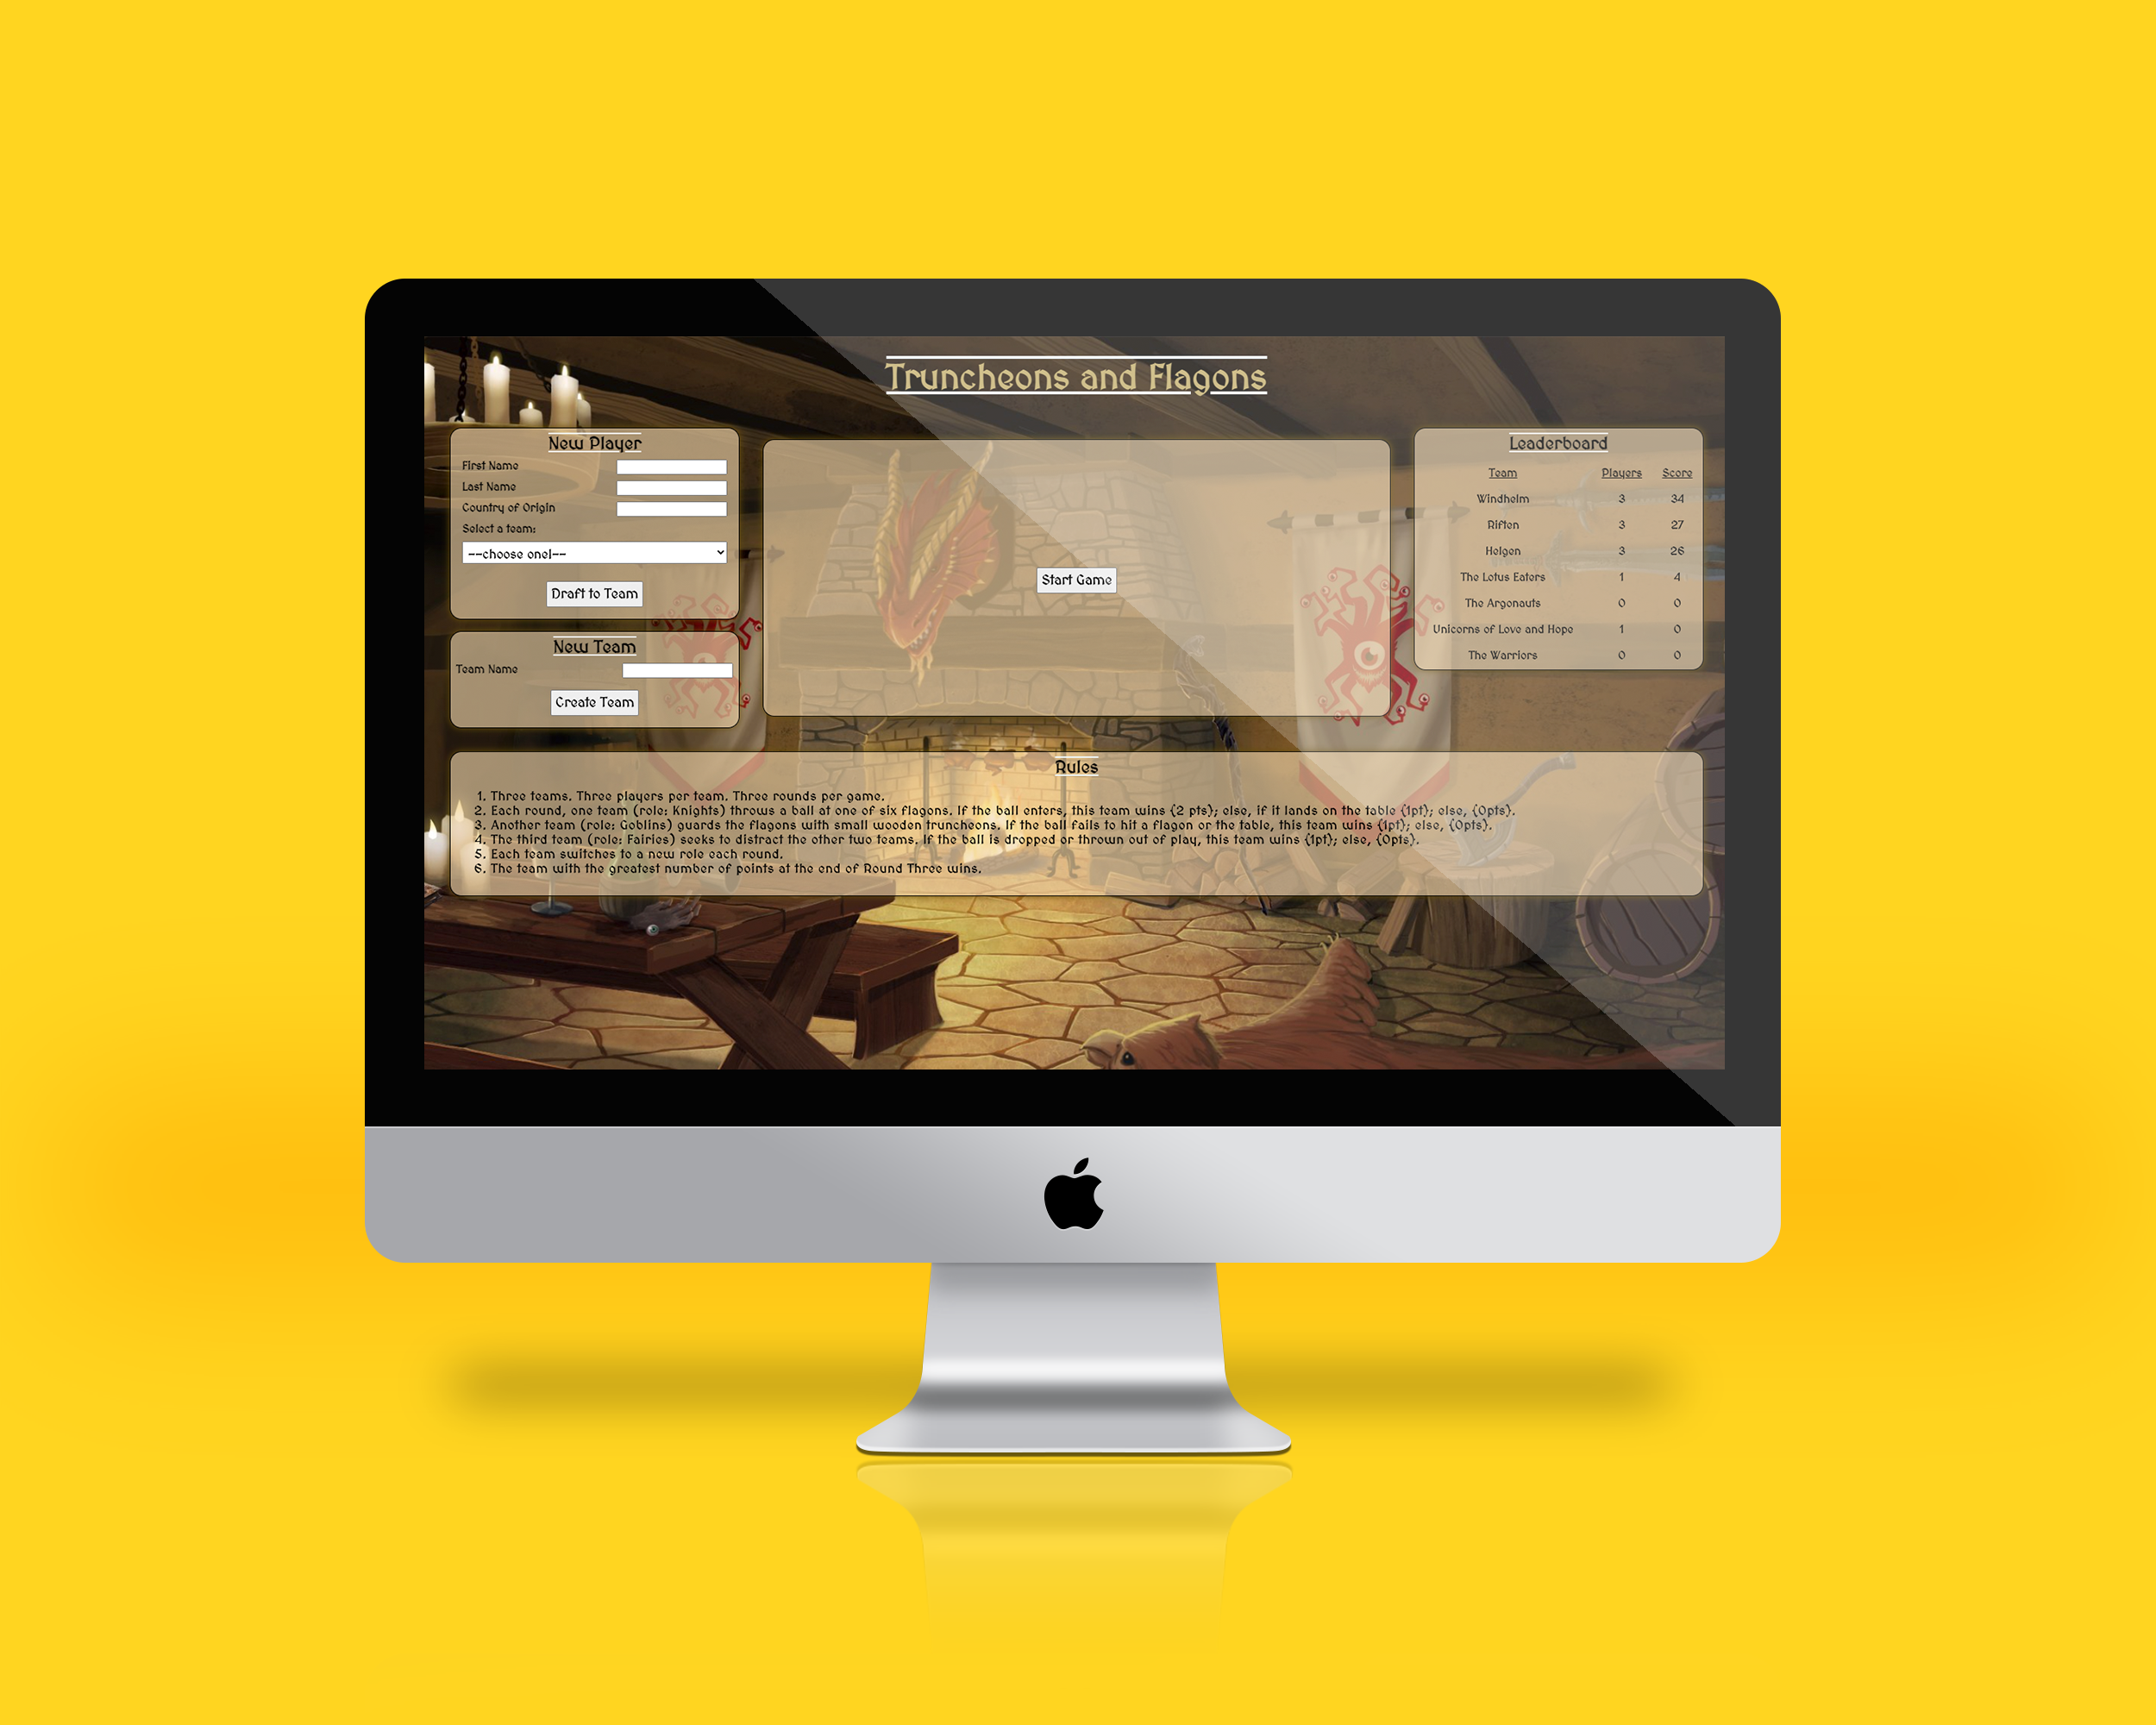 Truncheons and Flagons
New Player
First Name
Last Name
Country of Origin
Select a team:
--choose one!--
Draft to Team
New Team
Team Name
Create Team
Start Game
Leaderboard
Team Players Score
Windhelm 3 34
Riften 3 27
Helgen 3 26
The Lotus Eaters 1 4
The Argonauts 0 0
Unicorns of Love and Hope 1 0
The Warriors 0 0
Rules
1. Three teams. Three players per team. Three rounds per game.
2. Each round, one team (role: Knights) throws a ball at one of six flagons. If the ball enters, this team wins {2 pts}; else, if it lands on the table {1pt}; else, {0pts}.
3. Another team (role: Goblins) guards the flagons with small wooden truncheons. If the ball fails to hit a flagon or the table, this team wins {1pt}; else, {0pts}.
4. The third team (role: Fairies) seeks to distract the other two teams. If the ball is dropped or thrown out of play, this team wins {1pt}; else, {0pts}.
5. Each team switches to a new role each round.
6. The team with the greatest number of points at the end of Round Three wins.